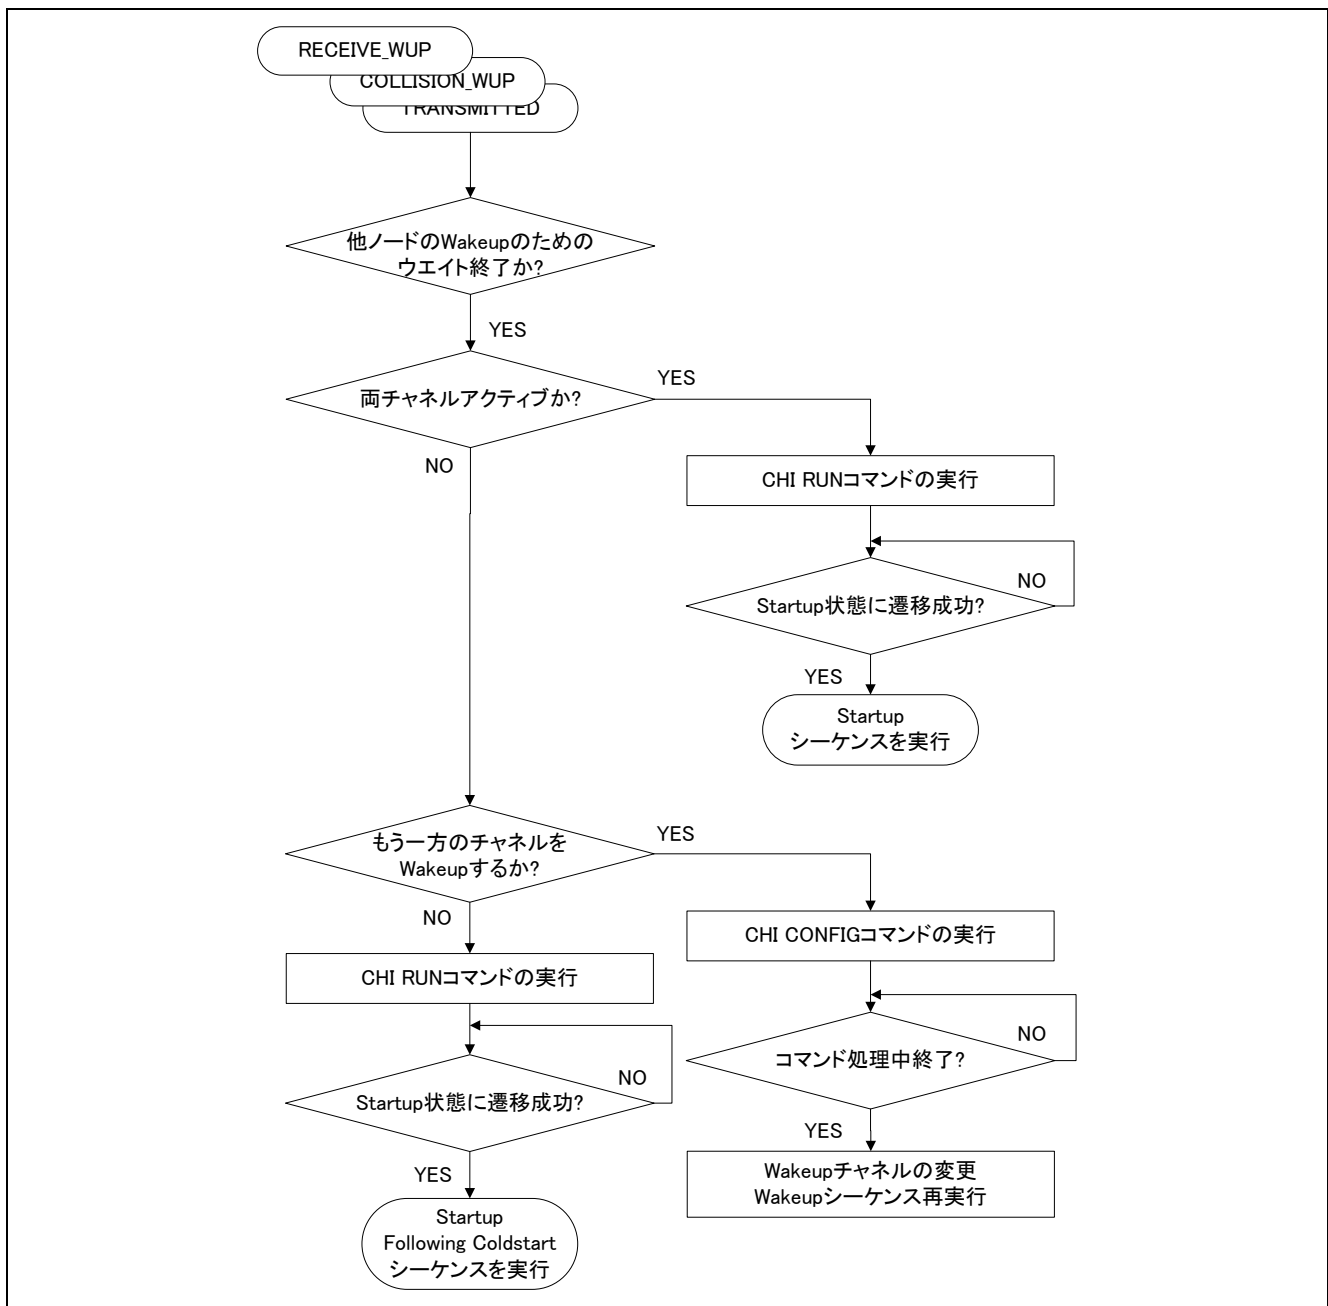 RECEIVE_WUP
COLLISION_WUP
TRANSMITTED
他ノードのWakeupのための
ウエイト終了か?
YES
両チャネルアクティブか?
YES
NO
CHI RUNコマンドの実行
Startup状態に遷移成功?
NO
YES
Startup
シーケンスを実行
もう一方のチャネルを
Wakeupするか?
YES
NO
CHI CONFIGコマンドの実行
CHI RUNコマンドの実行
コマンド処理中終了?
NO
Startup状態に遷移成功?
NO
YES
Wakeupチャネルの変更
Wakeupシーケンス再実行
YES
Startup
Following Coldstart
シーケンスを実行